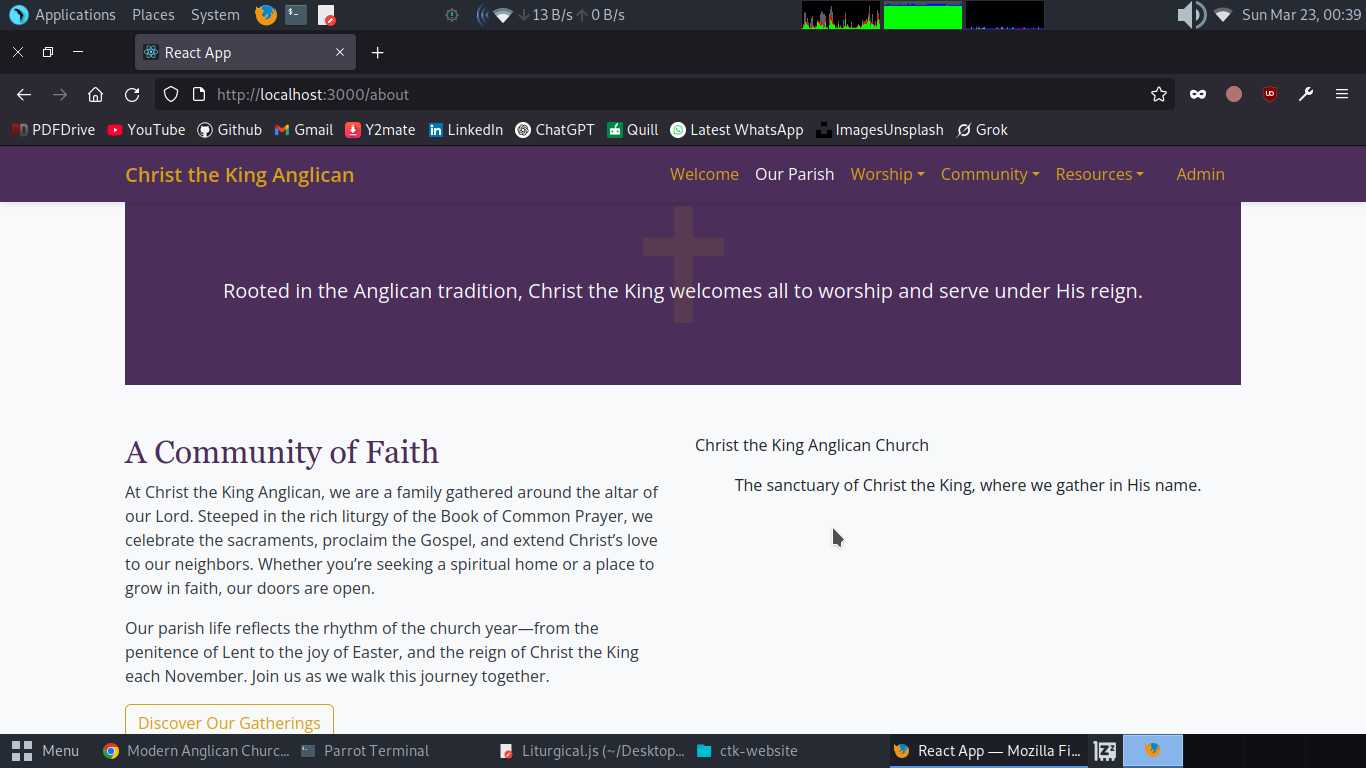 Applications Places System 13 B/s 0 B/s Sun Mar 23, 00:39
React App
http://localhost:3000/about
PDFDrive YouTube Github Gmail Y2mate LinkedIn ChatGPT Quill Latest WhatsApp ImagesUnsplash Grok
Christ the King Anglican Welcome Our Parish Worship Community Resources Admin
Rooted in the Anglican tradition, Christ the King welcomes all to worship and serve under His reign.
A Community of Faith
At Christ the King Anglican, we are a family gathered around the altar of
our Lord. Steeped in the rich liturgy of the Book of Common Prayer, we
celebrate the sacraments, proclaim the Gospel, and extend Christ’s love
to our neighbors. Whether you’re seeking a spiritual home or a place to
grow in faith, our doors are open.
Our parish life reflects the rhythm of the church year—from the
penitence of Lent to the joy of Easter, and the reign of Christ the King
each November. Join us as we walk this journey together.
Discover Our Gatherings
Christ the King Anglican Church
The sanctuary of Christ the King, where we gather in His name.
Menu Modern Anglican Churc... Parrot Terminal Liturgical.js (~/Desktop... ctk-website React App — Mozilla Fi...